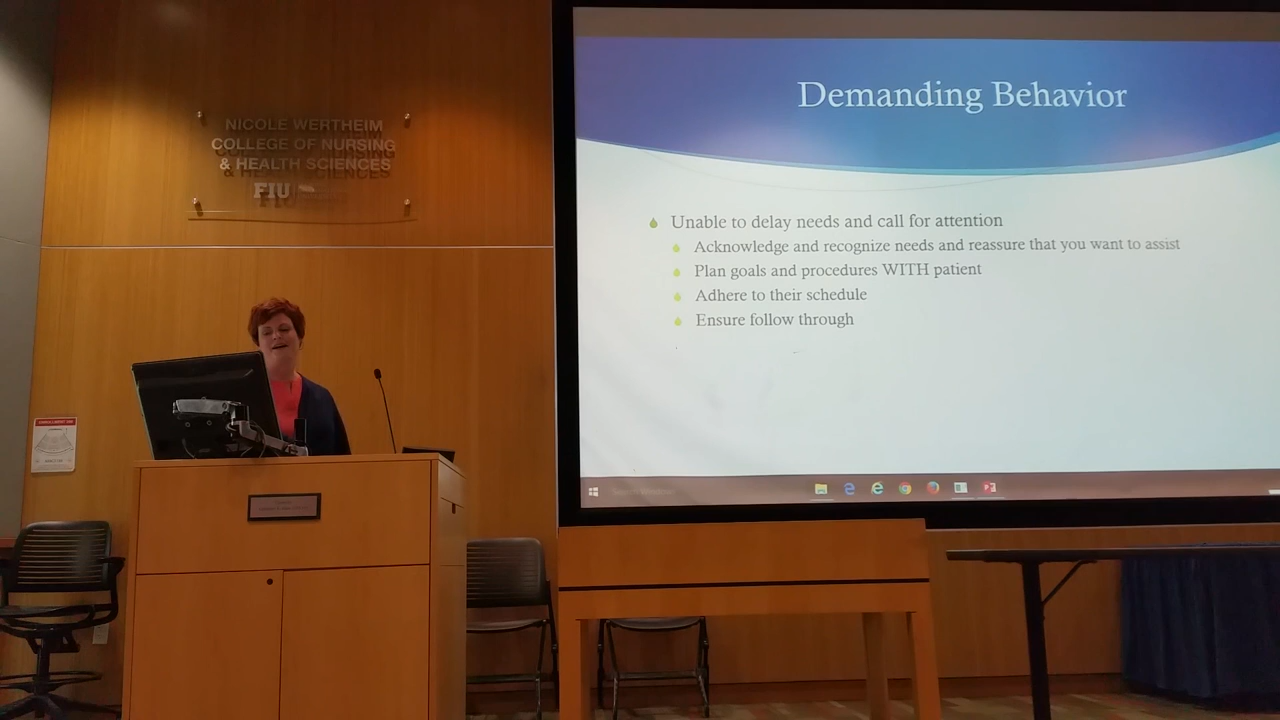 NICOLE WERTHEIM
COLLEGE OF NURSING
& HEALTH SCIENCES
FIU
Demanding Behavior
Unable to delay needs and call for attention
Acknowledge and recognize needs and reassure that you want to assist
Plan goals and procedures WITH patient
Adhere to their schedule
Ensure follow through